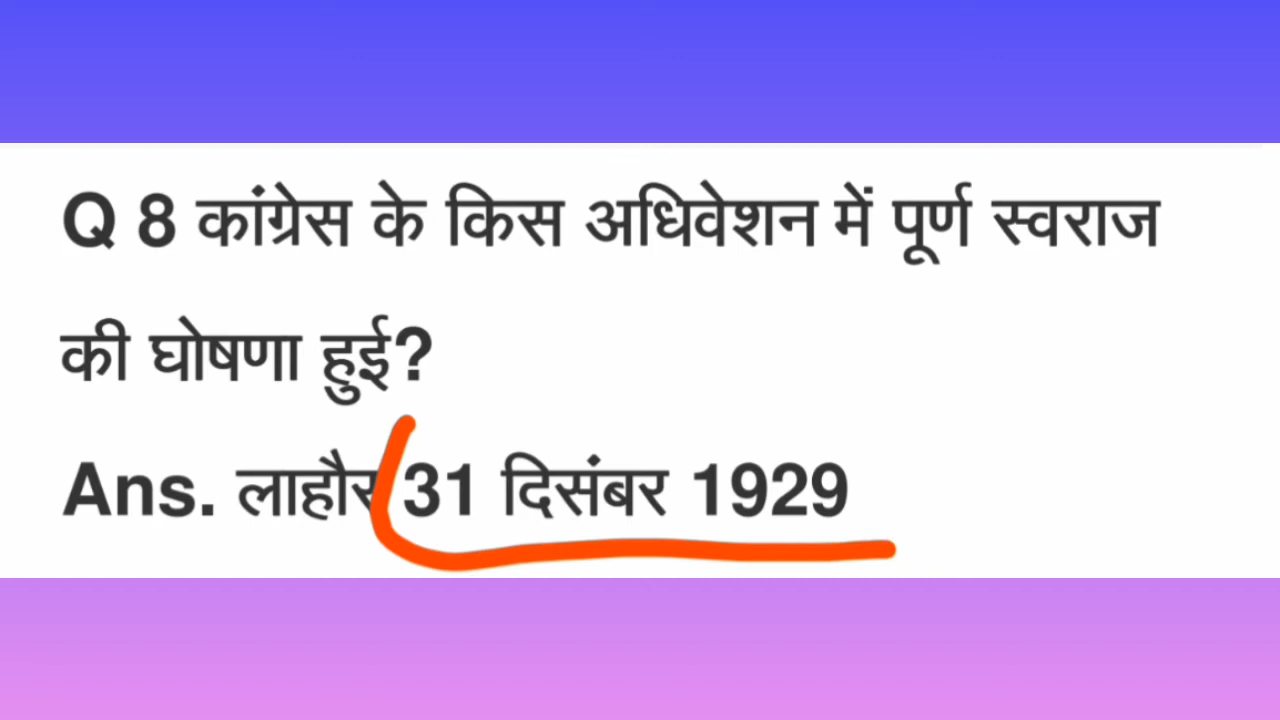 Q 8 कांग्रेस के किस अधिवेशन में पूर्ण स्वराज
की घोषणा हुई?
Ans. लाहौर 31 दिसंबर 1929